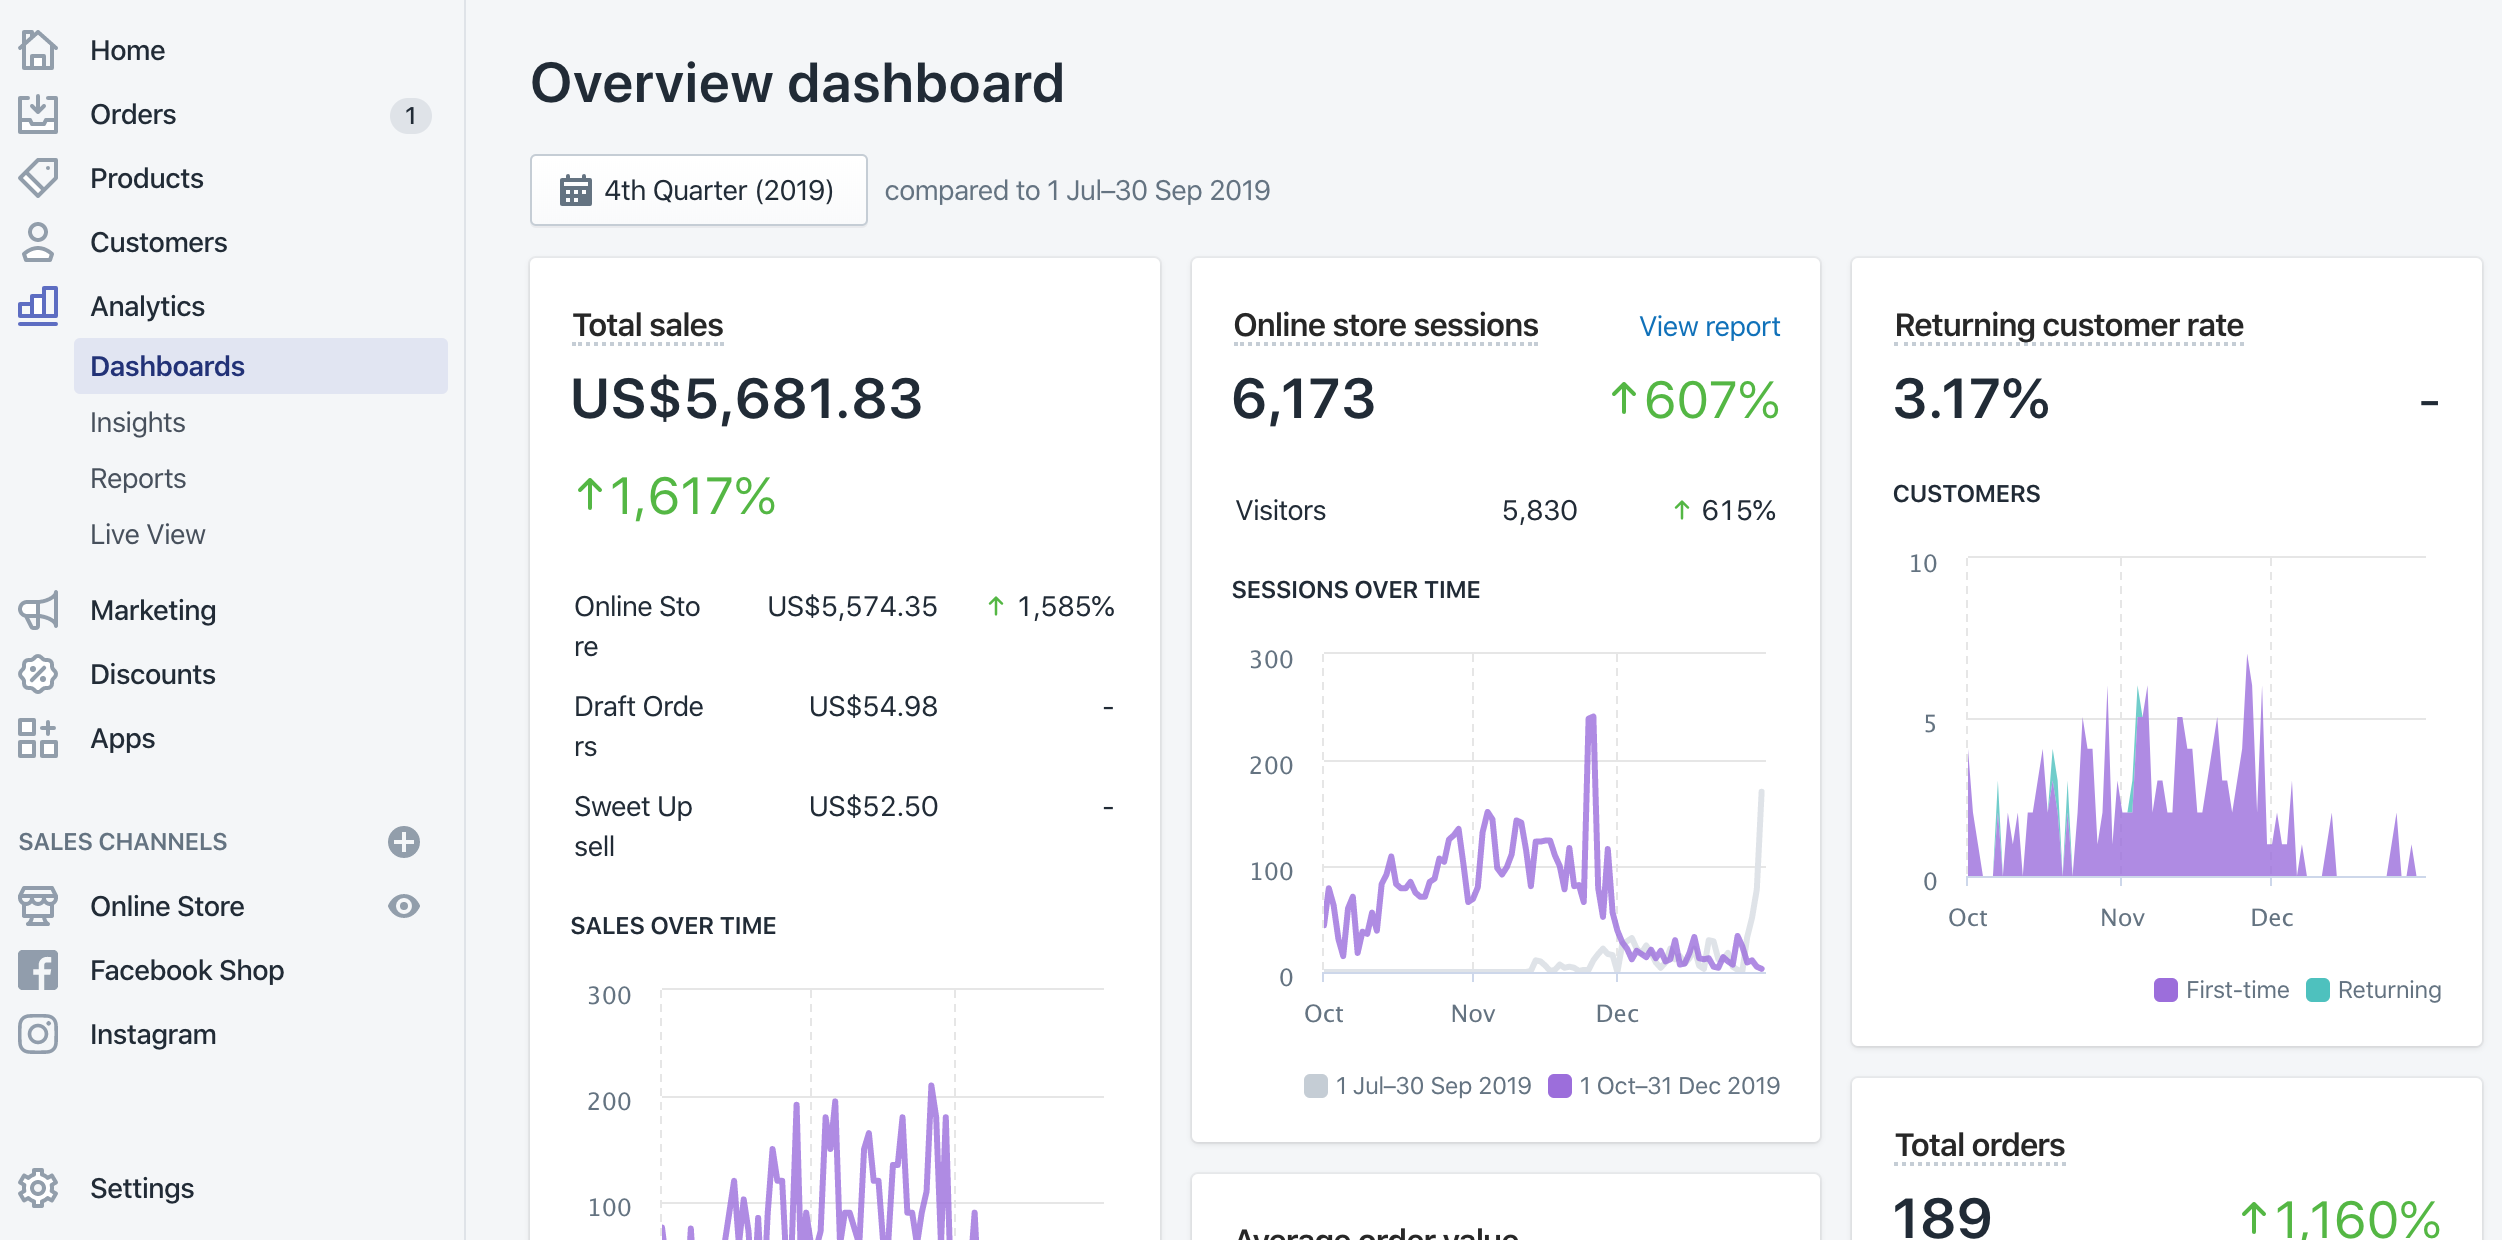 Home
Orders 1
Products
Customers
Analytics
Dashboards
Insights
Reports
Live View
Marketing
Discounts
Apps
SALES CHANNELS
Online Store
Facebook Shop
Instagram
Settings
Overview dashboard
4th Quarter (2019) compared to 1 Jul–30 Sep 2019
Total sales
US$5,681.83
↑1,617%
Online Sto
re US$5,574.35 ↑ 1,585%
Draft Orde
rs US$54.98 -
Sweet Up
sell US$52.50 -
SALES OVER TIME
300
200
100
Online store sessions View report
6,173 ↑607%
Visitors 5,830 ↑ 615%
SESSIONS OVER TIME
300
200
100
0
Oct Nov Dec
1 Jul–30 Sep 2019 1 Oct–31 Dec 2019
Average order value
Returning customer rate
3.17% -
CUSTOMERS
10
5
0
Oct Nov Dec
First-time Returning
Total orders
189 ↑1,160%